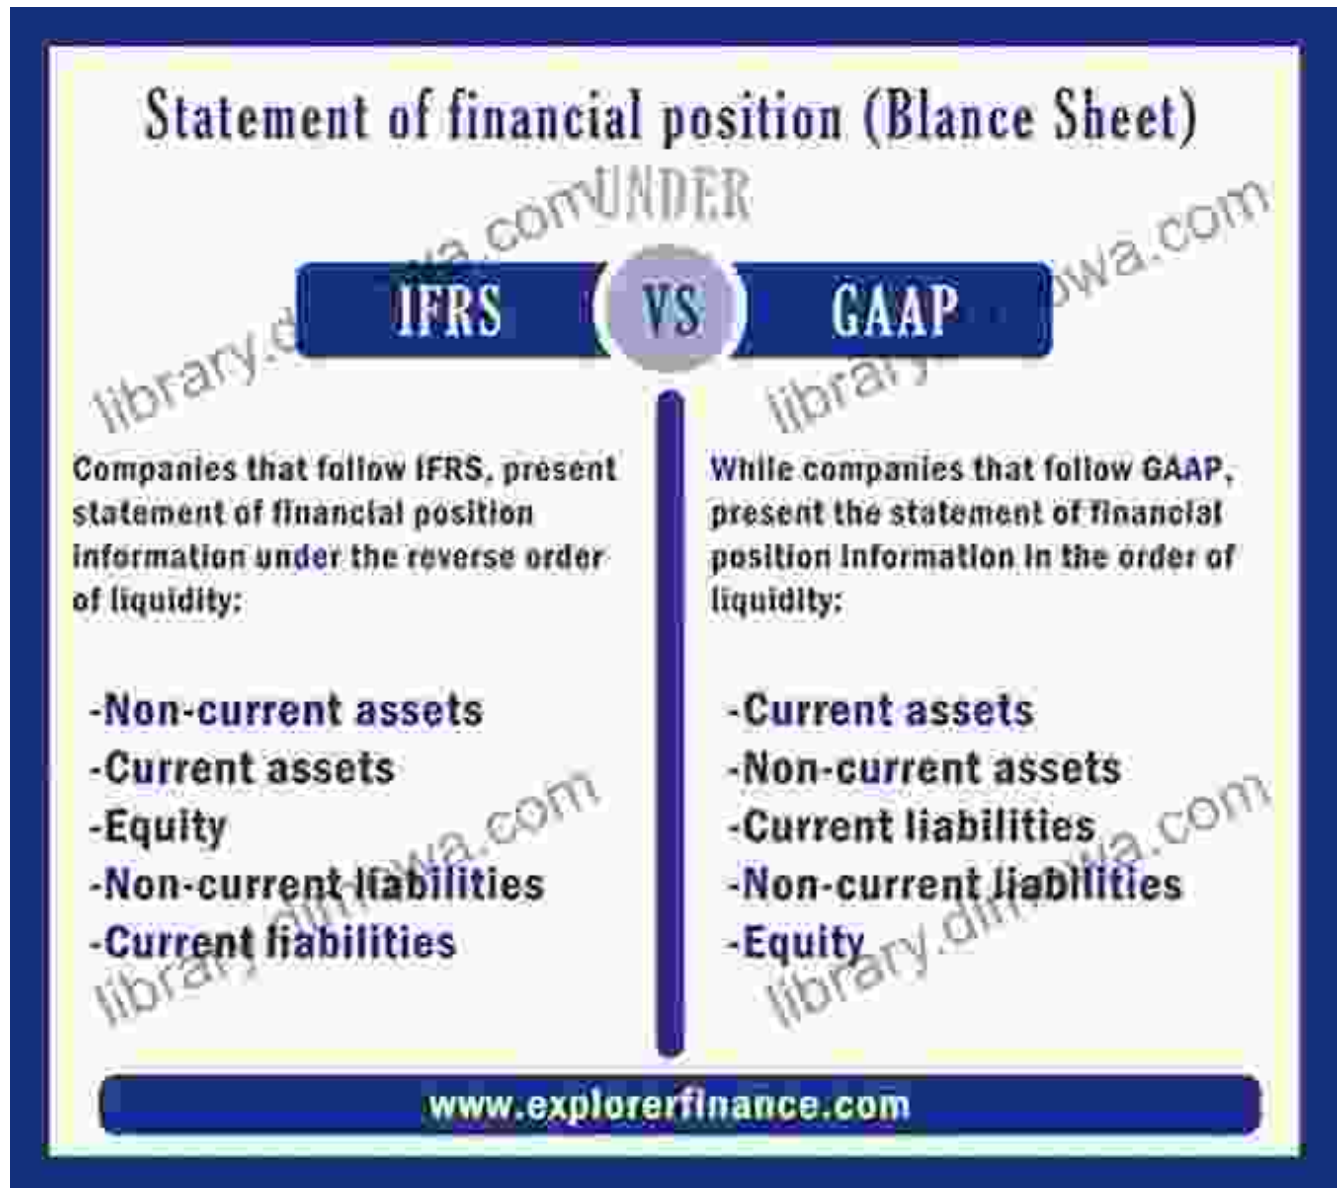 Statement of financial position (Blance Sheet)
UNDER
IFRS VS GAAP
Companies that follow IFRS, present
statement of financial position
information under the reverse order
of liquidity:
-Non-current assets
-Current assets
-Equity
-Non-current liabilities
-Current liabilities
While companies that follow GAAP,
present the statement of financial
position information in the order of
liquidity:
-Current assets
-Non-current assets
-Current liabilities
-Non-current liabilities
-Equity
www.explorerfinance.com